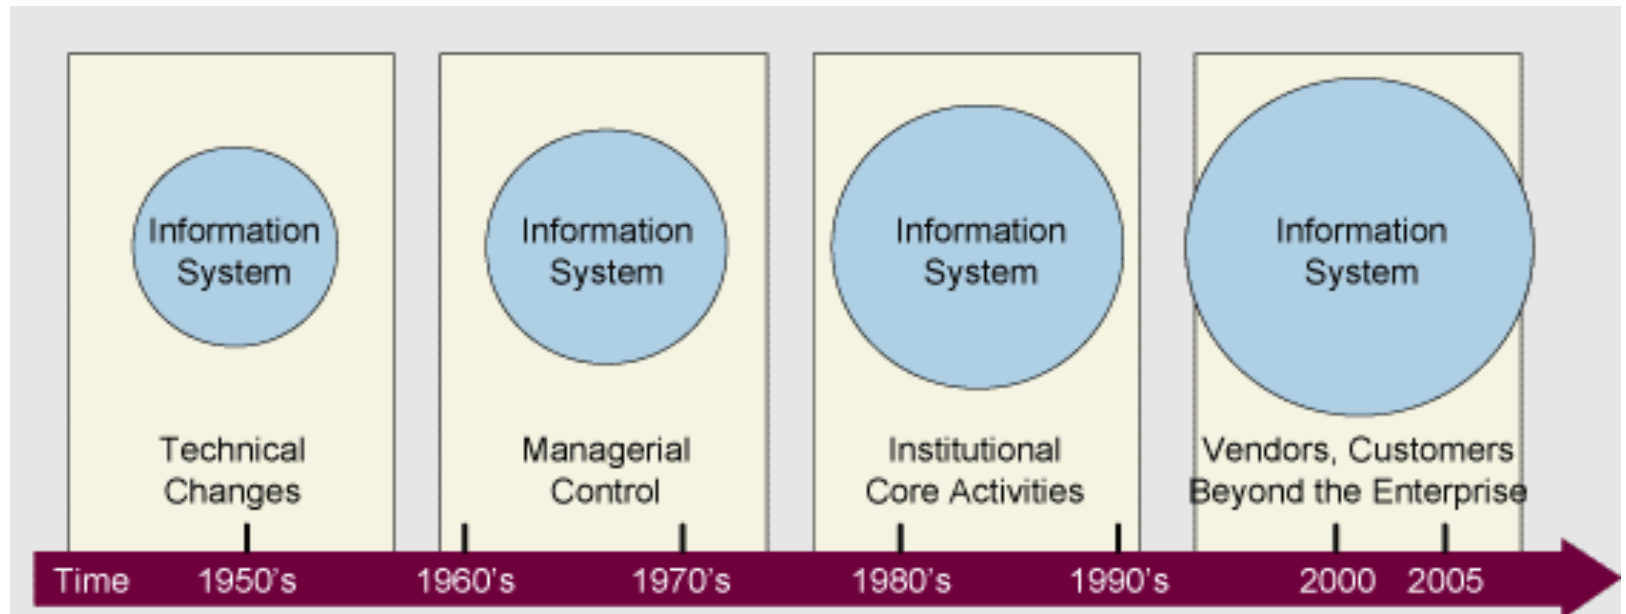 Information
System
Technical
Changes
Information
System
Managerial
Control
Information
System
Institutional
Core Activities
Information
System
Vendors, Customers
Beyond the Enterprise
Time 1950's 1960's 1970's 1980's 1990's 2000 2005